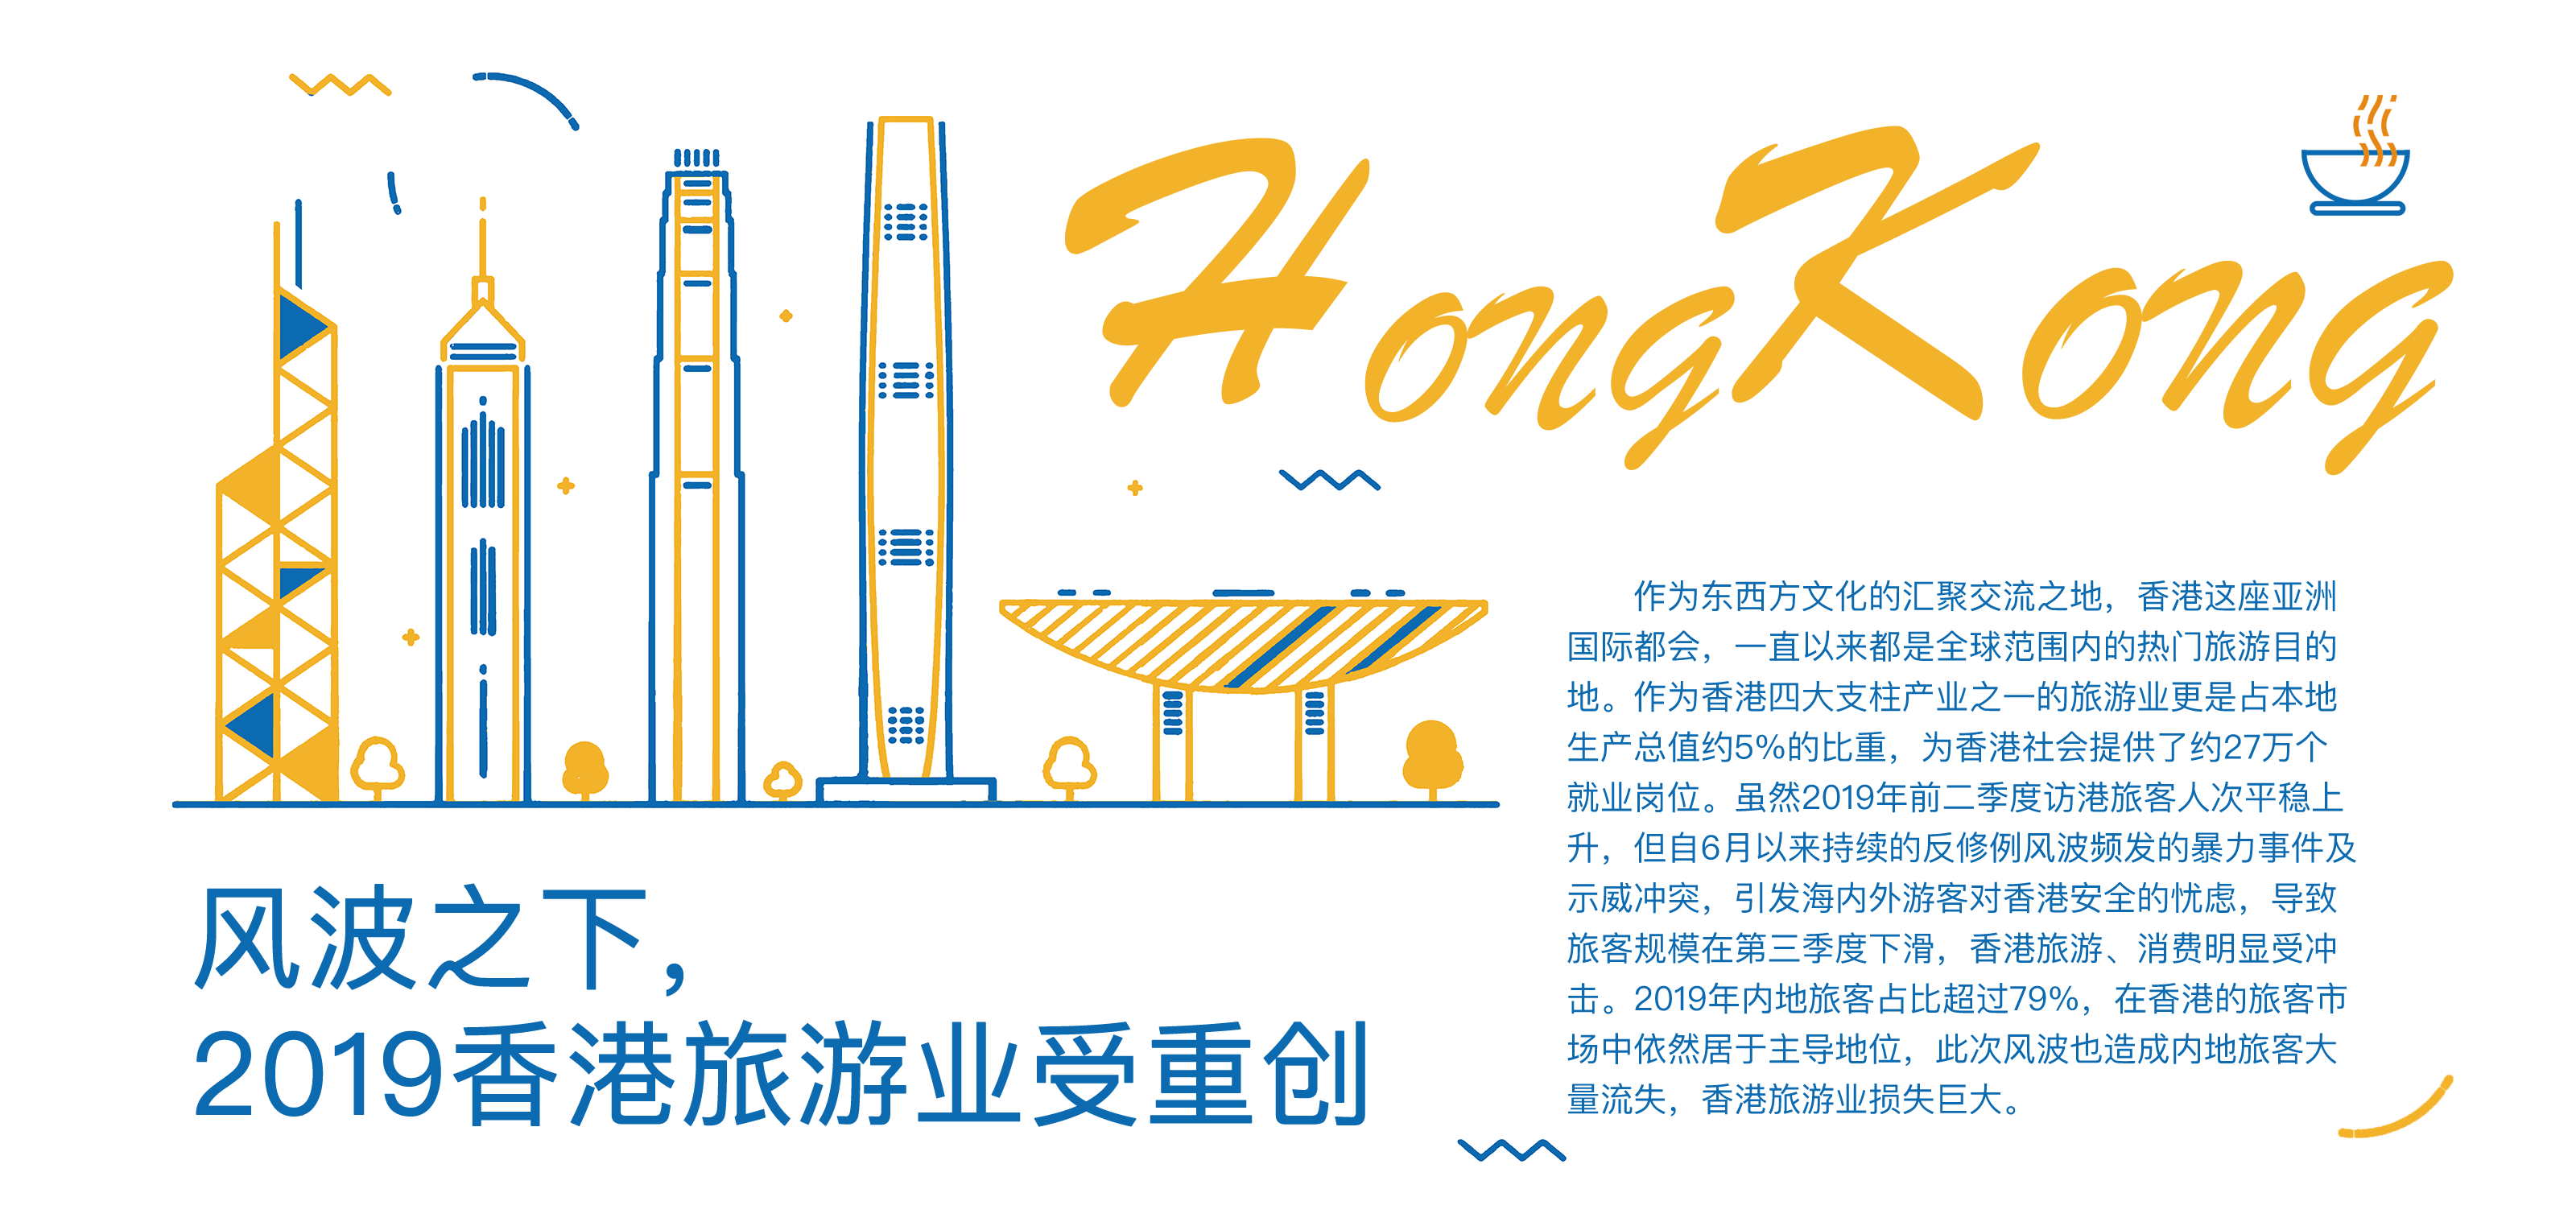 HongKong
风波之下，
2019香港旅游业受重创
作为东西方文化的汇聚交流之地，香港这座亚洲
国际都会，一直以来都是全球范围内的热门旅游目的
地。作为香港四大支柱产业之一的旅游业更是占本地
生产总值约5%的比重，为香港社会提供了约27万个
就业岗位。虽然2019年前二季度访港旅客人次平稳上
升，但自6月以来持续的反修例风波频发的暴力事件及
示威冲突，引发海内外游客对香港安全的忧虑，导致
旅客规模在第三季度下滑，香港旅游、消费明显受冲
击。2019年内地旅客占比超过79%，在香港的旅客市
场中依然居于主导地位，此次风波也造成内地旅客大
量流失，香港旅游业损失巨大。